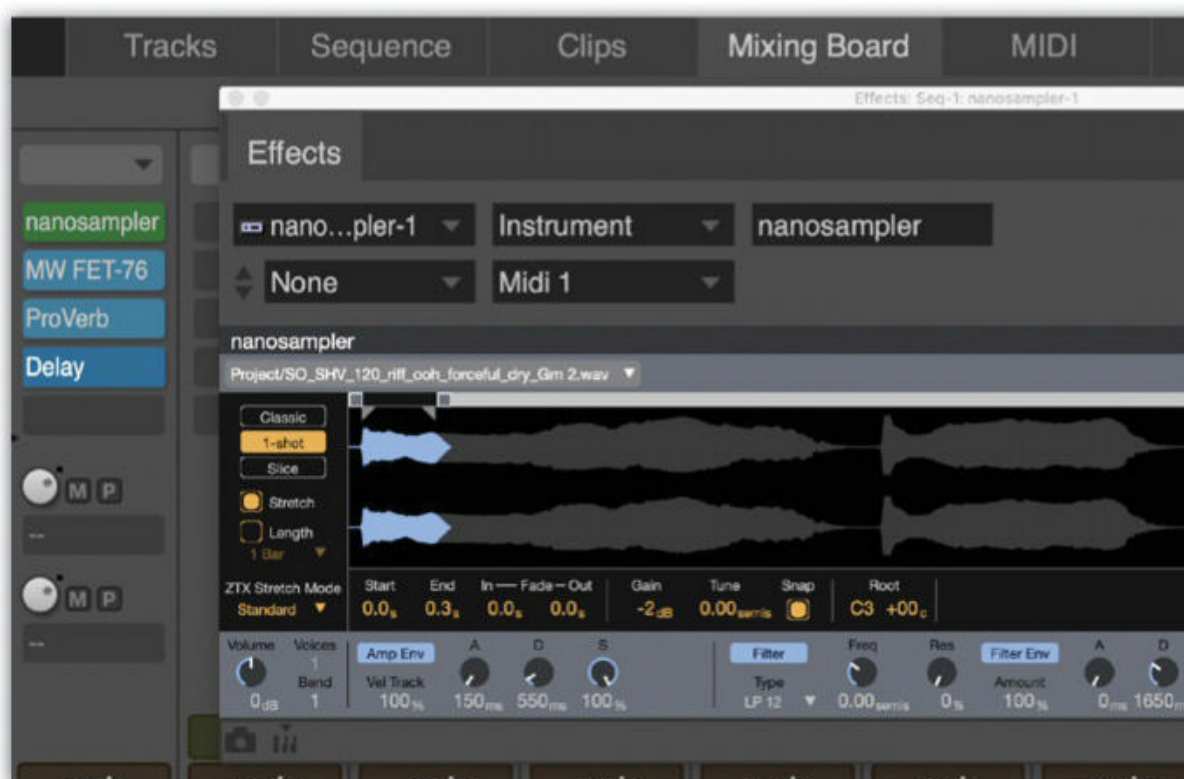 Tracks Sequence Clips Mixing Board MIDI
Effects: Seq-1: nanosampler-1
Effects
nanosampler
MW FET-76
ProVerb
Delay
M P
--
M P
--
nano...pler-1 Instrument nanosampler
None Midi 1
nanosampler
Project/SO_SHV_120_riff_ooh_forceful_dry_Gm 2.wav
Classic
1-shot
Slice
Stretch
Length
1 Bar
ZTX Stretch Mode Start End In — Fade — Out Gain Tune Snap Root
Standard 0.0s 0.3s 0.0s 0.0s -2dB 0.00semis C3 +00c
Volume Voices Amp Env A D S Filter Freq Res Filter Env A D
1
Bend Vel Track Type Amount
0dB 1 100% 150ms 550ms 100% LP 12 0.00semis 0% 100% 0ms 1650m